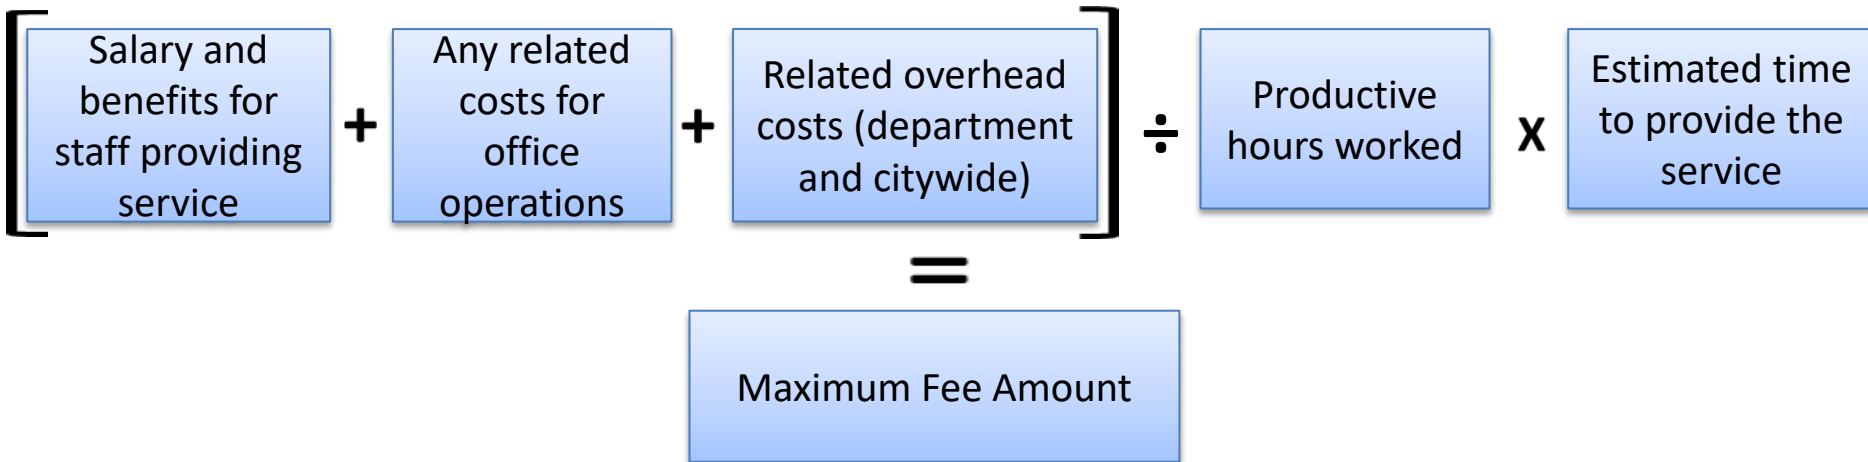 [
Salary and
benefits for
staff providing
service
+
Any related
costs for
office
operations
+
Related overhead
costs (department
and citywide)
]
÷
Productive
hours worked
x
Estimated time
to provide the
service
=
Maximum Fee Amount